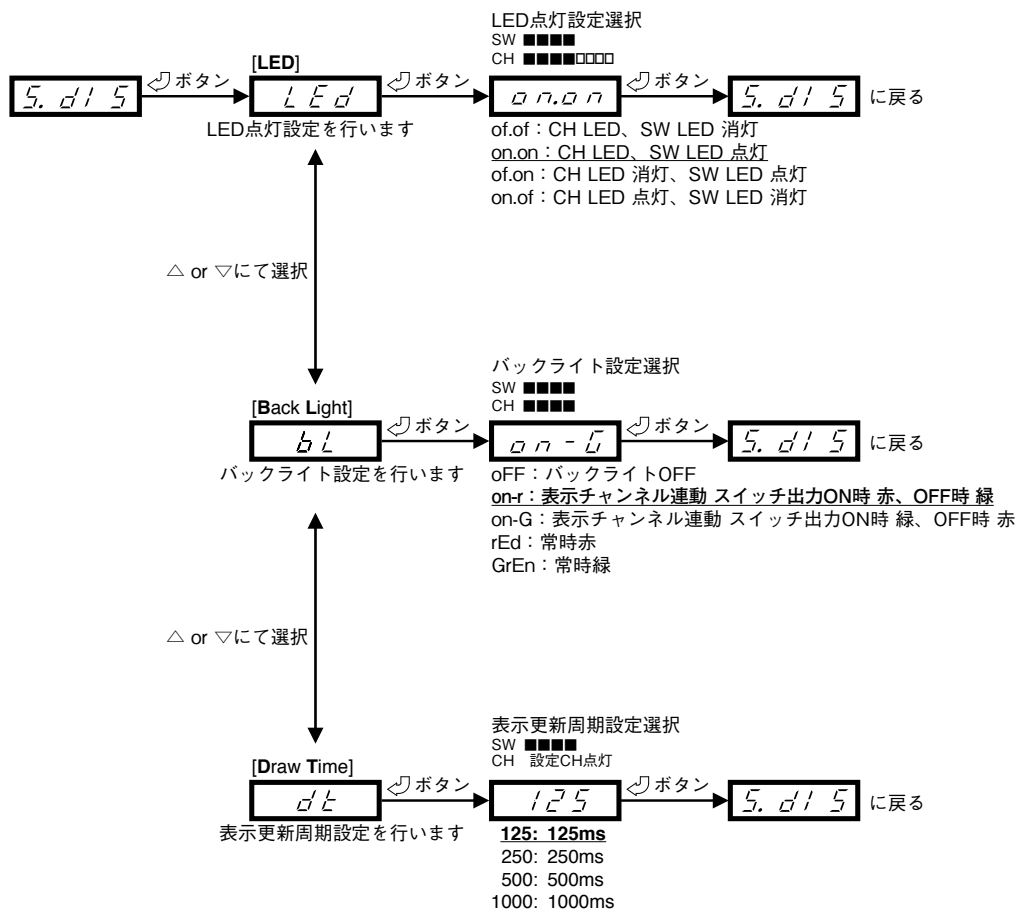 LED点灯設定選択
SW ■■■■
CH ■■■■□□□□
[LED]
S. dIS ボタン LEd ボタン on.on ボタン S. dIS に戻る
LED点灯設定を行います
of.of：CH LED、SW LED 消灯
on.on：CH LED、SW LED 点灯
of.on：CH LED 消灯、SW LED 点灯
on.of：CH LED 点灯、SW LED 消灯
△ or ▽にて選択
バックライト設定選択
SW ■■■■
CH ■■■■
[Back Light]
bL ボタン on-G ボタン S. dIS に戻る
バックライト設定を行います
oFF：バックライトOFF
on-r：表示チャンネル連動 スイッチ出力ON時 赤、OFF時 緑
on-G：表示チャンネル連動 スイッチ出力ON時 緑、OFF時 赤
rEd：常時赤
GrEn：常時緑
△ or ▽にて選択
表示更新周期設定選択
SW ■■■■
CH 設定CH点灯
[Draw Time]
dt ボタン 125 ボタン S. dIS に戻る
表示更新周期設定を行います
125: 125ms
250: 250ms
500: 500ms
1000: 1000ms